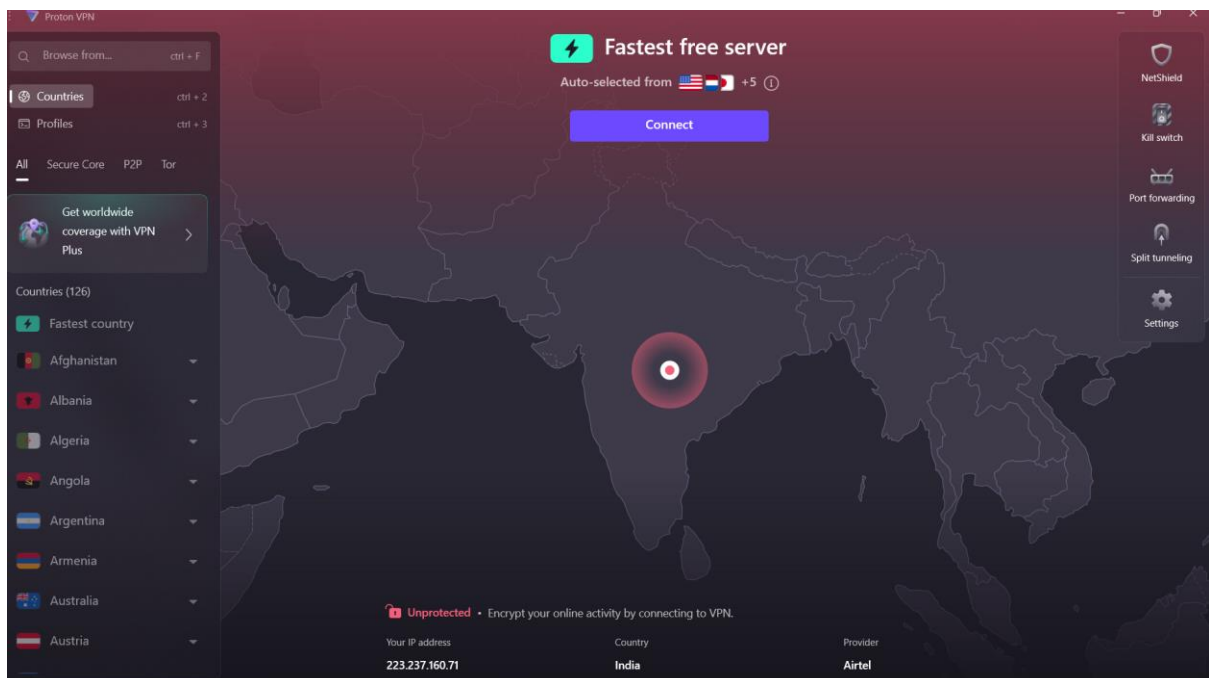 Proton VPN
Browse from... ctrl + F
Countries ctrl + 2
Profiles ctrl + 3
All Secure Core P2P Tor
Get worldwide
coverage with VPN
Plus
Countries (126)
Fastest country
Afghanistan
Albania
Algeria
Angola
Argentina
Armenia
Australia
Austria
Fastest free server
Auto-selected from +5
Connect
Unprotected • Encrypt your online activity by connecting to VPN.
Your IP address Country Provider
223.237.160.71 India Airtel
NetShield
Kill switch
Port forwarding
Split tunneling
Settings